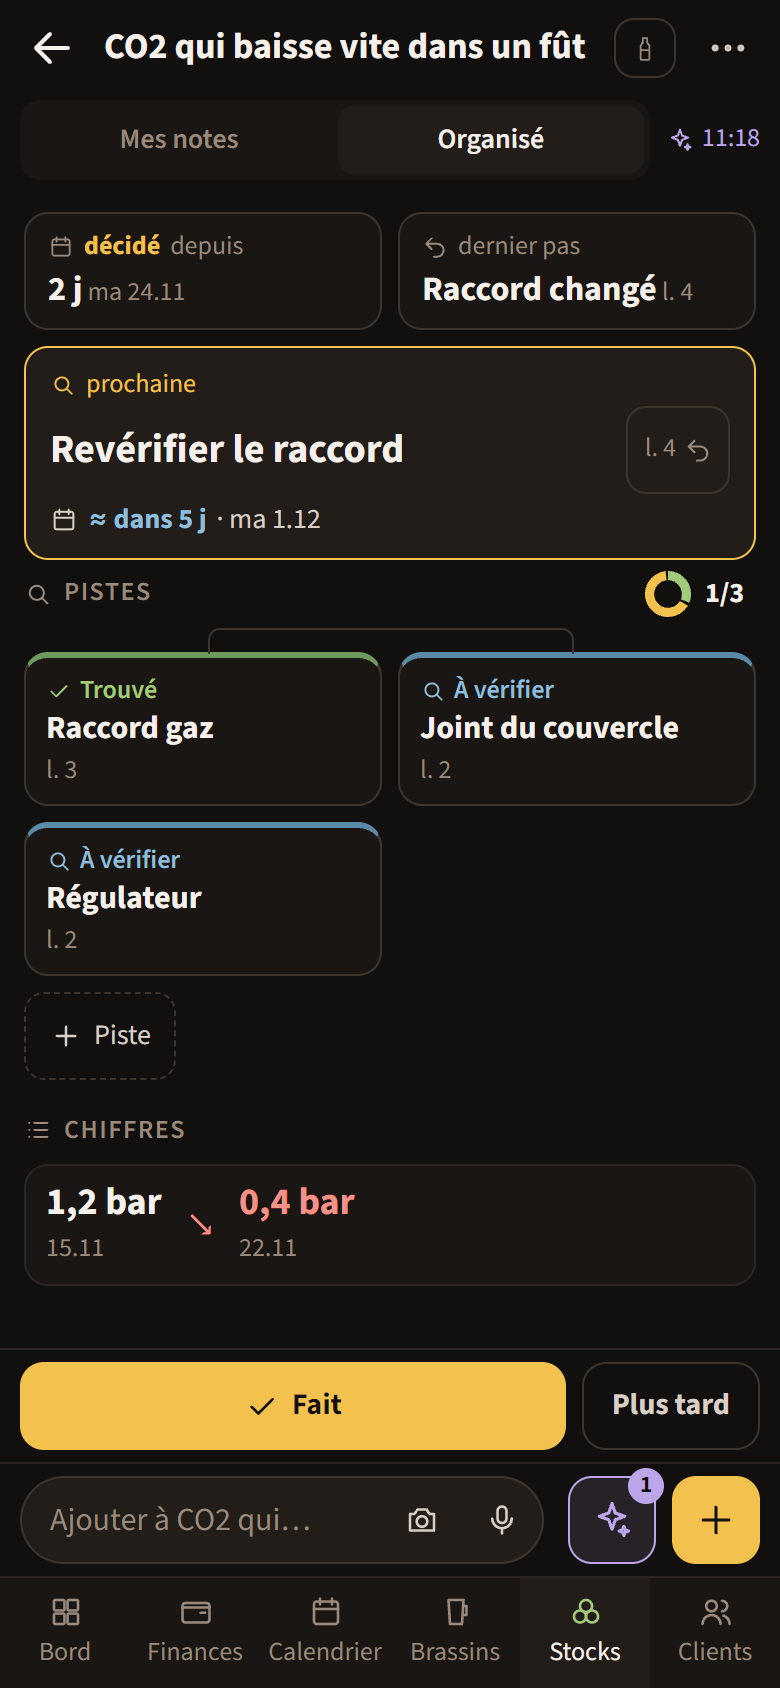 CO2 qui baisse vite dans un fût
Mes notes
Organisé
11:18
décidé depuis
2 j ma 24.11
dernier pas
Raccord changé l. 4
prochaine
Revérifier le raccord
l. 4
≈ dans 5 j · ma 1.12
PISTES
1/3
Trouvé
Raccord gaz
l. 3
À vérifier
Joint du couvercle
l. 2
À vérifier
Régulateur
l. 2
+ Piste
CHIFFRES
1,2 bar
15.11
↘
0,4 bar
22.11
Fait
Plus tard
Ajouter à CO2 qui…
1
Bord
Finances
Calendrier
Brassins
Stocks
Clients